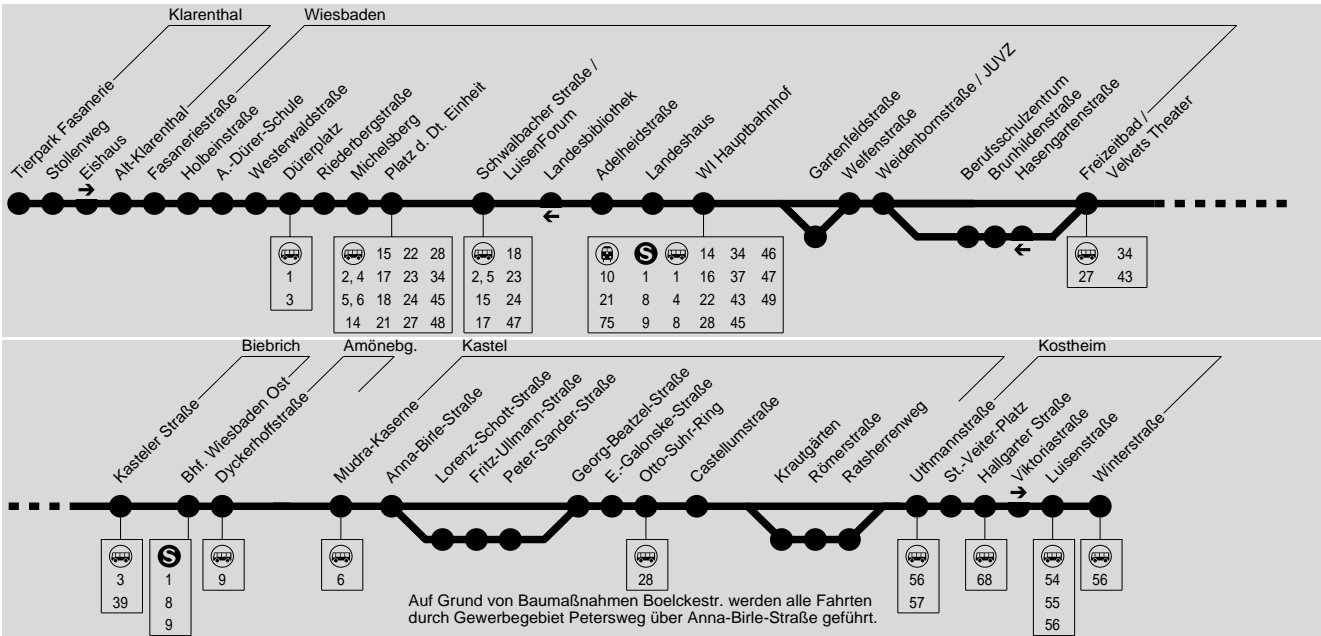 Klarenthal
Wiesbaden
Tierpark Fasanerie
Stollenweg
Eishaus
Alt-Klarenthal
Fasaneriestraße
Holbeinstraße
A.-Dürer-Schule
Westerwaldstraße
Dürerplatz
Riederbergstraße
Michelsberg
Platz d. Dt. Einheit
Schwalbacher Straße /
LuisenForum
Landesbibliothek
Adelheidstraße
Landeshaus
WI Hauptbahnhof
Gartenfeldstraße
Welfenstraße
Weidenbornstraße / JUVZ
Berufsschulzentrum
Brunhildenstraße
Hasengartenstraße
Freizeitbad /
Velvets Theater
1
3
15 22 28
2, 4 17 23 34
5, 6 18 24 45
14 21 27 48
18
2, 5 23
15 24
17 47
S 14 34 46
10 1 1 16 37 47
21 8 4 22 43 49
75 9 8 28 45
34
27 43
Biebrich
Amönebg.
Kastel
Kostheim
Kasteler Straße
Bhf. Wiesbaden Ost
Dyckerhoffstraße
Mudra-Kaserne
Anna-Birle-Straße
Lorenz-Schott-Straße
Fritz-Ullmann-Straße
Peter-Sander-Straße
Georg-Beatzel-Straße
E.-Galonske-Straße
Otto-Suhr-Ring
Castellumstraße
Krautgärten
Römerstraße
Ratsherrenweg
Uthmannstraße
St.-Veiter-Platz
Hallgarter Straße
Viktoriastraße
Luisenstraße
Winterstraße
3
39
S
1
8
9
9
6
28
56
57
68
54
55
56
56
Auf Grund von Baumaßnahmen Boelckestr. werden alle Fahrten
durch Gewerbegebiet Petersweg über Anna-Birle-Straße geführt.